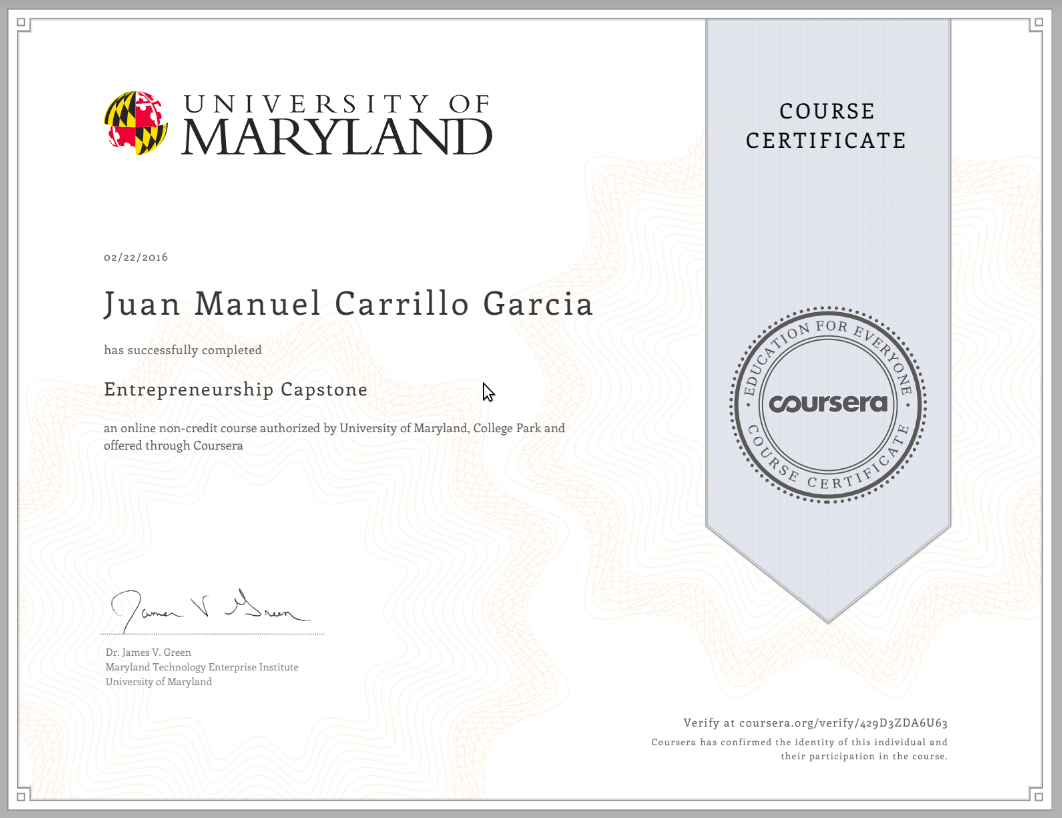 UNIVERSITY OF
MARYLAND
COURSE
CERTIFICATE
02/22/2016
Juan Manuel Carrillo Garcia
has successfully completed
Entrepreneurship Capstone
an online non-credit course authorized by University of Maryland, College Park and
offered through Coursera
EDUCATION FOR EVERYONE
coursera
COURSE CERTIFICATE
James V Green
Dr. James V. Green
Maryland Technology Enterprise Institute
University of Maryland
Verify at coursera.org/verify/429D3ZDA6U63
Coursera has confirmed the identity of this individual and
their participation in the course.